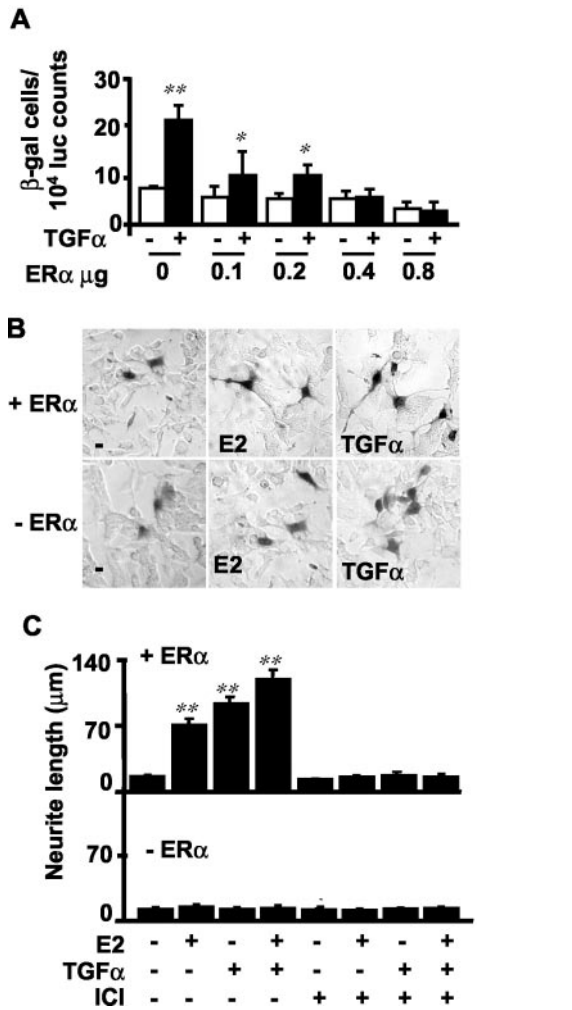 A
β-gal cells/
10⁴ luc counts
30
20
10
0
** * *
TGFα - + - + - + - + - +
ERα µg 0 0.1 0.2 0.4 0.8
B
+ ERα
- E2 TGFα
- ERα
- E2 TGFα
C
Neurite length (µm)
140
70
0
+ ERα
** ** **
70
0
- ERα
E2 - + - + - + - +
TGFα - - + + - - + +
ICI - - - - + + + +